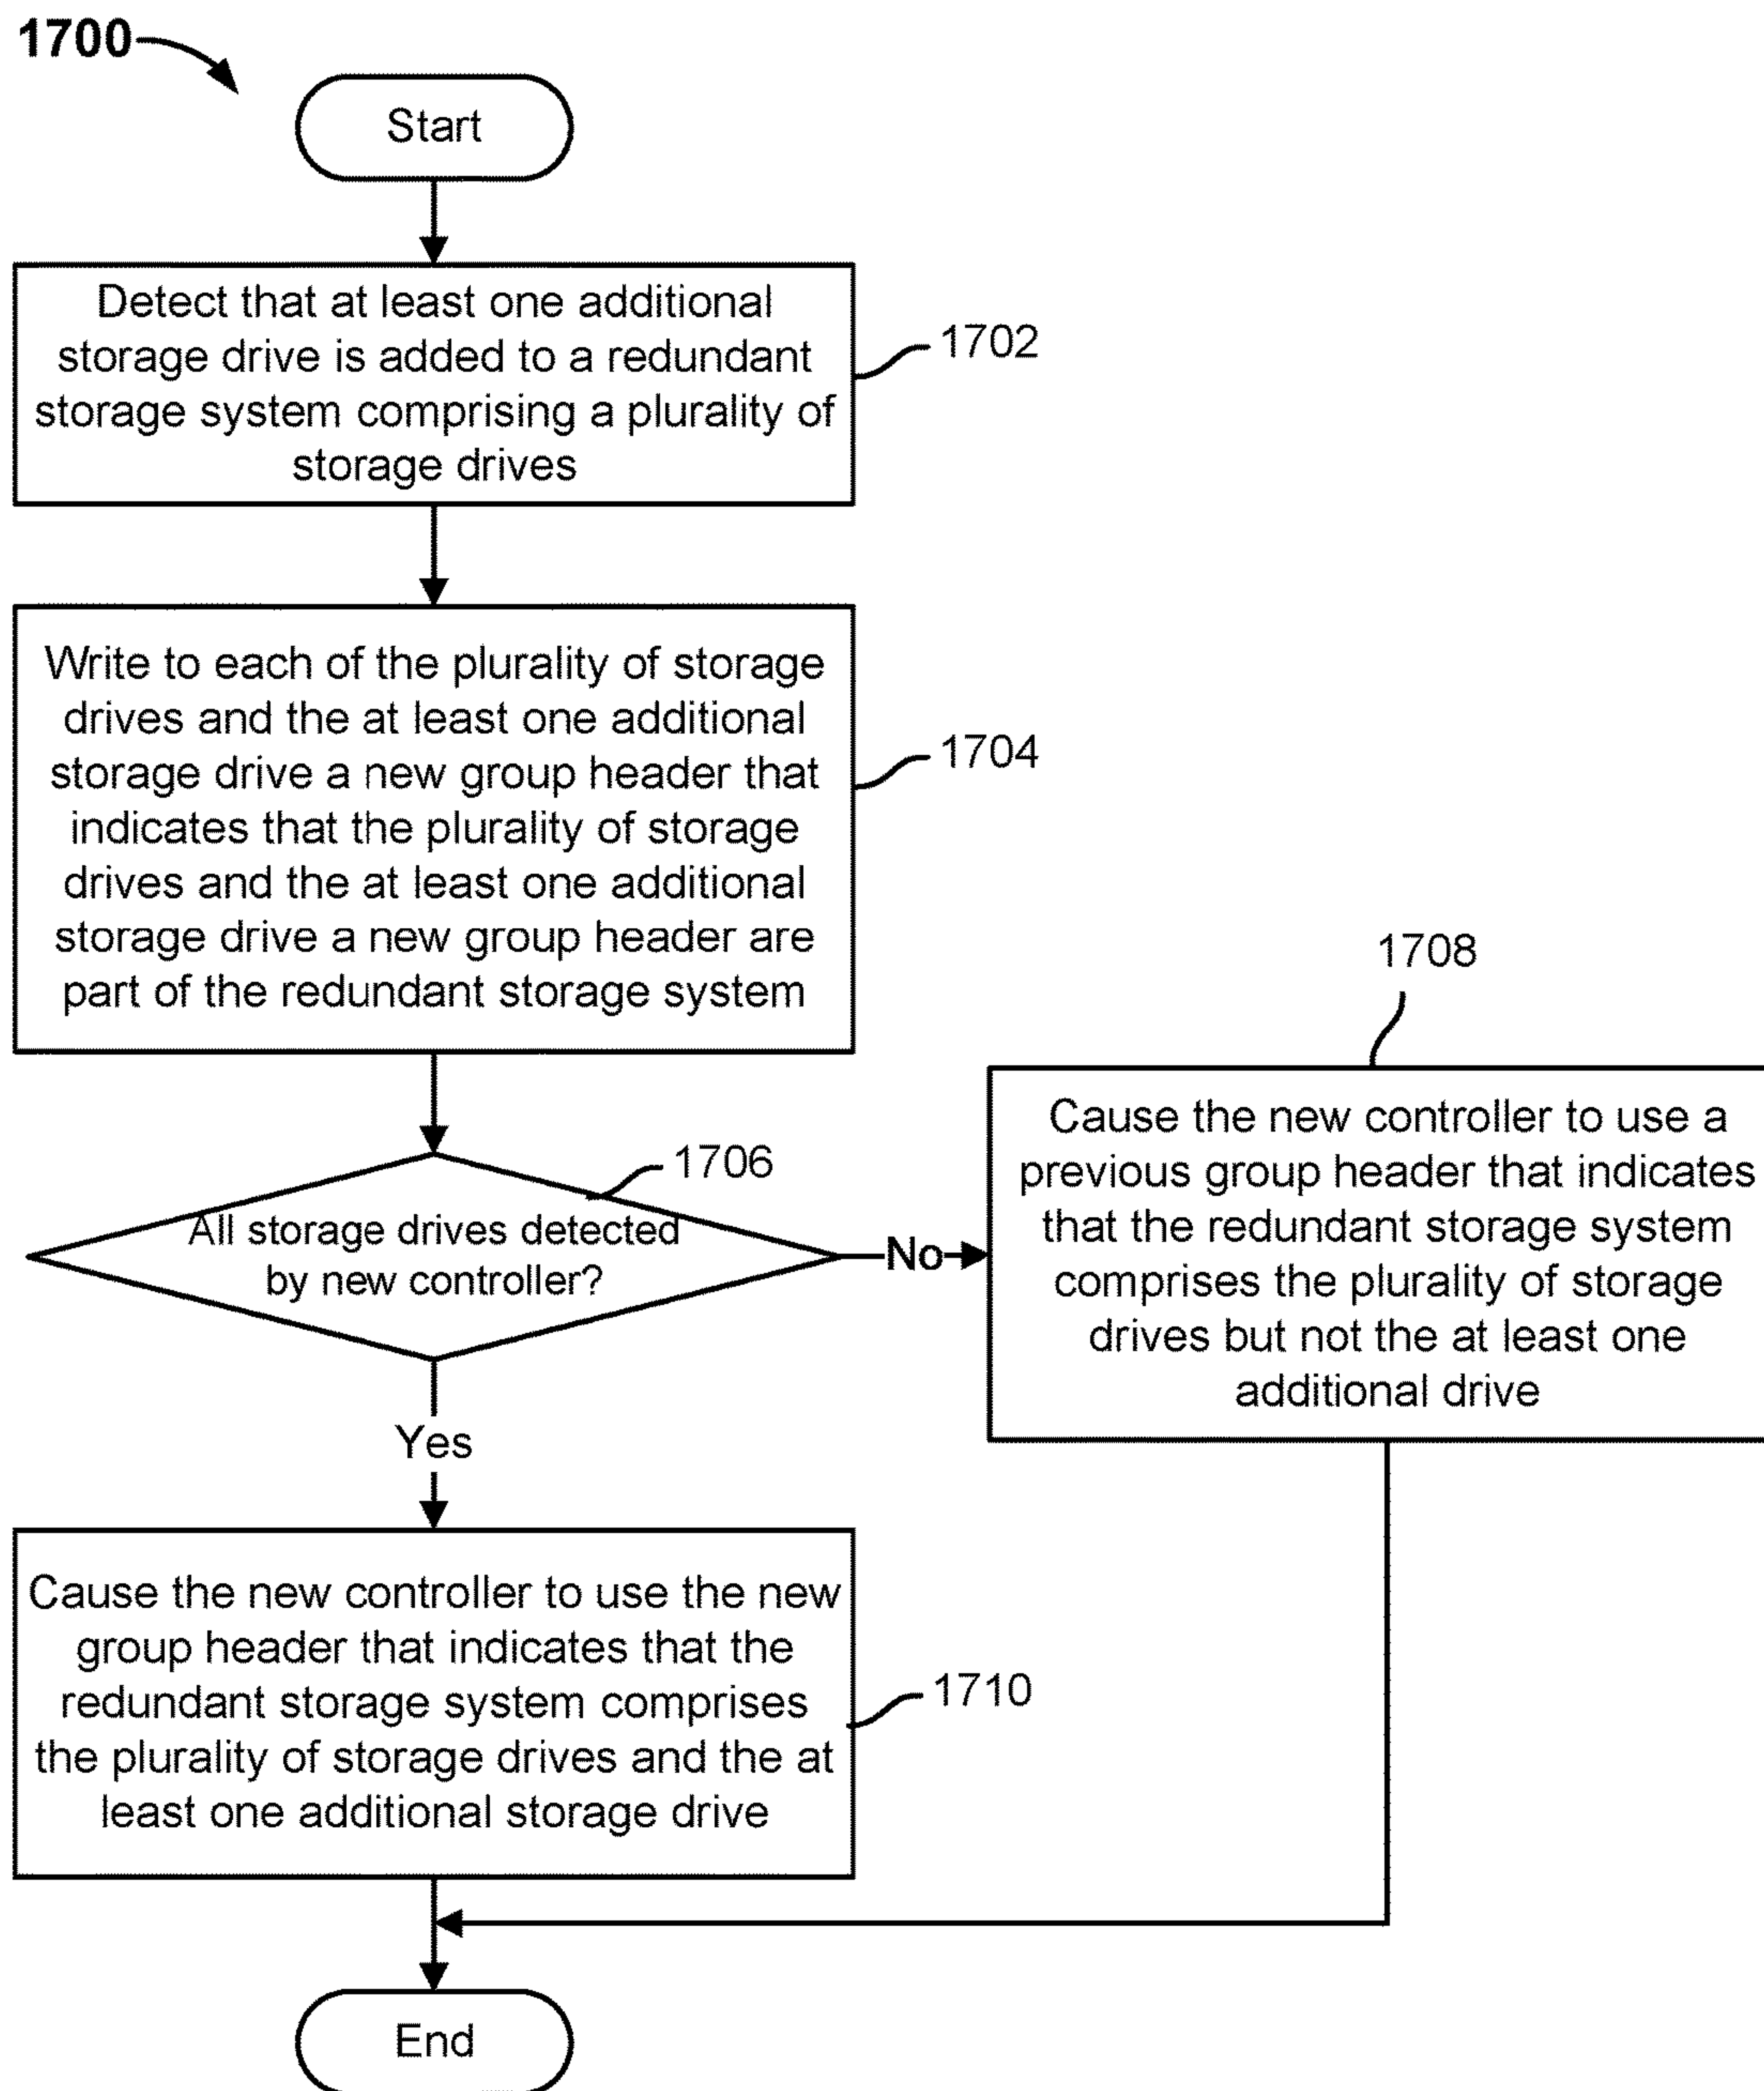 1700
Start
Detect that at least one additional
storage drive is added to a redundant
storage system comprising a plurality of
storage drives
1702
Write to each of the plurality of storage
drives and the at least one additional
storage drive a new group header that
indicates that the plurality of storage
drives and the at least one additional
storage drive a new group header are
part of the redundant storage system
1704
All storage drives detected
by new controller?
1706
No
1708
Cause the new controller to use a
previous group header that indicates
that the redundant storage system
comprises the plurality of storage
drives but not the at least one
additional drive
Yes
Cause the new controller to use the new
group header that indicates that the
redundant storage system comprises
the plurality of storage drives and the at
least one additional storage drive
1710
End